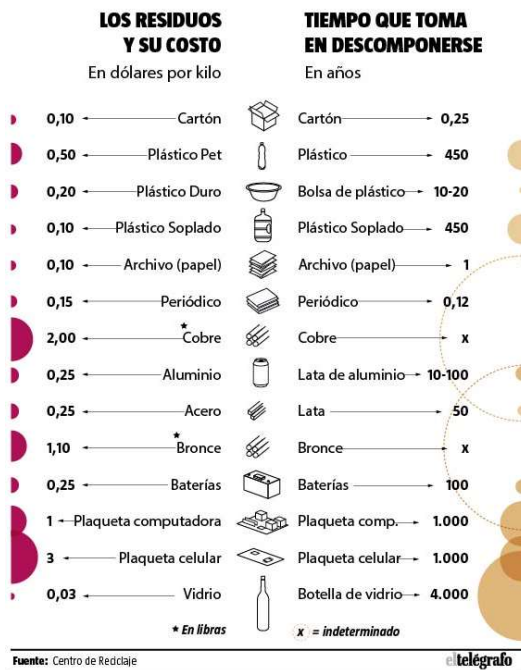 LOS RESIDUOS
Y SU COSTO
En dólares por kilo
TIEMPO QUE TOMA
EN DESCOMPONERSE
En años
0,10 Cartón Cartón 0,25
0,50 Plástico Pet Plástico 450
0,20 Plástico Duro Bolsa de plástico 10-20
0,10 Plástico Soplado Plástico Soplado 450
0,10 Archivo (papel) Archivo (papel) 1
0,15 Periódico Periódico 0,12
2,00 *Cobre Cobre x
0,25 Aluminio Lata de aluminio 10-100
0,25 Acero Lata 50
1,10 *Bronce Bronce x
0,25 Baterías Baterías 100
1 Plaqueta computadora Plaqueta comp. 1.000
3 Plaqueta celular Plaqueta celular 1.000
0,03 Vidrio Botella de vidrio 4.000
* En libras x = indeterminado
Fuente: Centro de Reciclaje el telégrafo